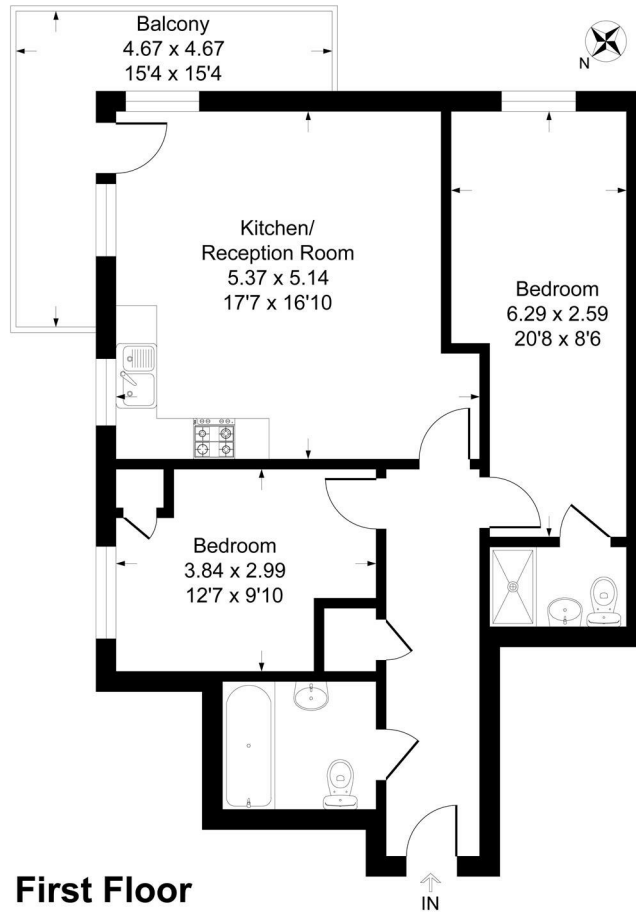 Balcony
4.67 x 4.67
15'4 x 15'4
N
Kitchen/
Reception Room
5.37 x 5.14
17'7 x 16'10
Bedroom
6.29 x 2.59
20'8 x 8'6
Bedroom
3.84 x 2.99
12'7 x 9'10
First Floor
IN